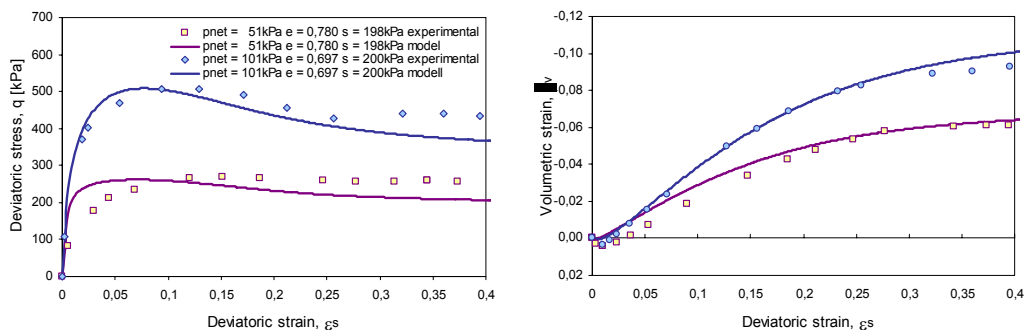 700
600
500
400
300
200
100
0
Deviatoric stress, q [kPa]
pnet = 51kPa e = 0,780 s = 198kPa experimental
pnet = 51kPa e = 0,780 s = 198kPa model
pnet = 101kPa e = 0,697 s = 200kPa experimental
pnet = 101kPa e = 0,697 s = 200kPa modell
0 0,05 0,1 0,15 0,2 0,25 0,3 0,35 0,4
Deviatoric strain, εs
-0,12
-0,10
-0,08
-0,06
-0,04
-0,02
0,00
0,02
Volumetric strain, v
0 0,05 0,1 0,15 0,2 0,25 0,3 0,35 0,4
Deviatoric strain, εs